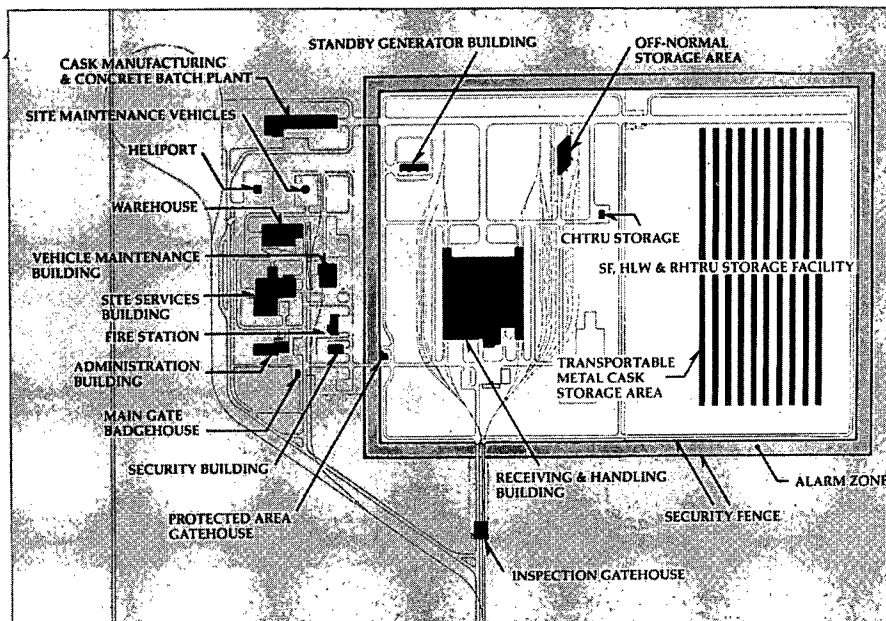 STANDBY GENERATOR BUILDING
OFF-NORMAL
STORAGE AREA
CASK MANUFACTURING
& CONCRETE BATCH PLANT
SITE MAINTENANCE VEHICLES
HELIPORT
WAREHOUSE
CHTRU STORAGE
VEHICLE MAINTENANCE
BUILDING
SF, HLW & RHTRU STORAGE FACILITY
SITE SERVICES
BUILDING
FIRE STATION
ADMINISTRATION
BUILDING
TRANSPORTABLE
METAL CASK
STORAGE AREA
MAIN GATE
BADGEHOUSE
SECURITY BUILDING
RECEIVING & HANDLING
BUILDING
ALARM ZONE
PROTECTED AREA
GATEHOUSE
SECURITY FENCE
INSPECTION GATEHOUSE